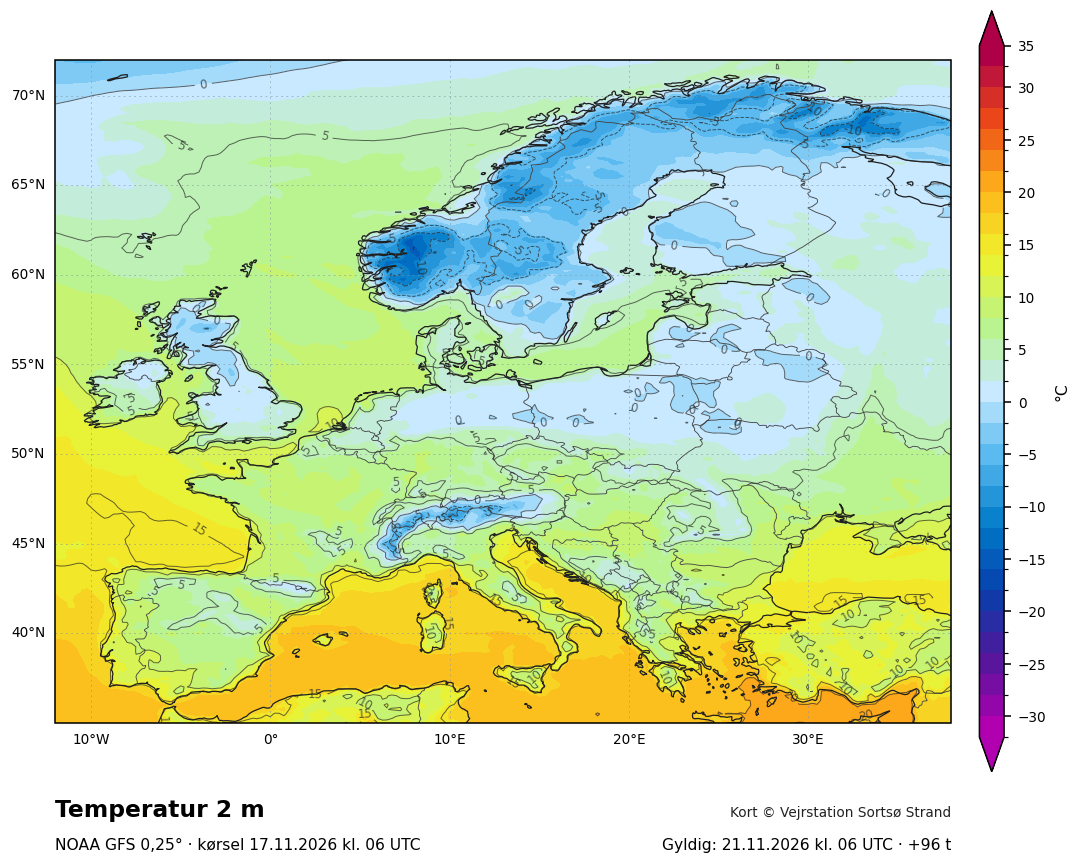 70°N
65°N
60°N
55°N
50°N
45°N
40°N
10°W 0° 10°E 20°E 30°E
35
30
25
20
15
10
5
0
−5
−10
−15
−20
−25
−30
°C
Temperatur 2 m
Kort © Vejrstation Sortsø Strand
NOAA GFS 0,25° · kørsel 17.11.2026 kl. 06 UTC
Gyldig: 21.11.2026 kl. 06 UTC · +96 t